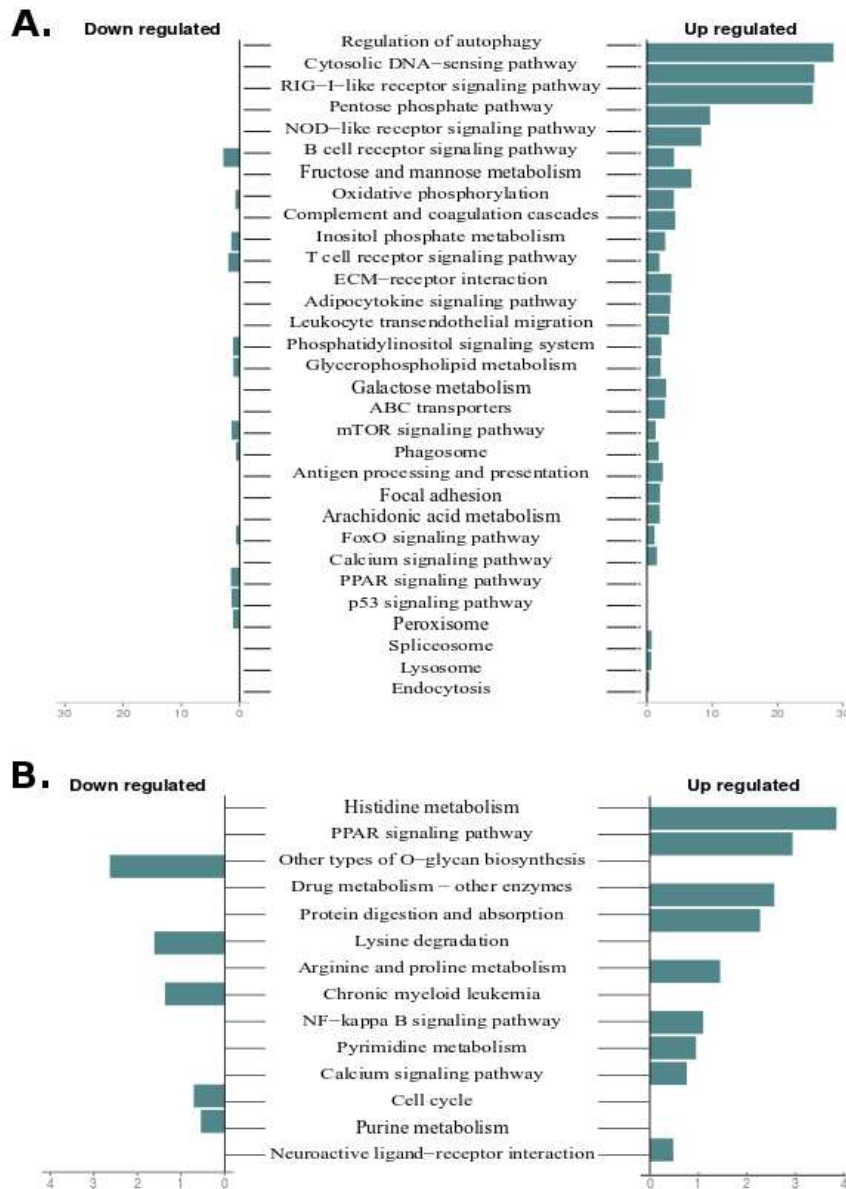 A.
Down regulated
Up regulated
Regulation of autophagy
Cytosolic DNA−sensing pathway
RIG−I−like receptor signaling pathway
Pentose phosphate pathway
NOD−like receptor signaling pathway
B cell receptor signaling pathway
Fructose and mannose metabolism
Oxidative phosphorylation
Complement and coagulation cascades
Inositol phosphate metabolism
T cell receptor signaling pathway
ECM−receptor interaction
Adipocytokine signaling pathway
Leukocyte transendothelial migration
Phosphatidylinositol signaling system
Glycerophospholipid metabolism
Galactose metabolism
ABC transporters
mTOR signaling pathway
Phagosome
Antigen processing and presentation
Focal adhesion
Arachidonic acid metabolism
FoxO signaling pathway
Calcium signaling pathway
PPAR signaling pathway
p53 signaling pathway
Peroxisome
Spliceosome
Lysosome
Endocytosis
30 20 10 0
0 10 20 30
B.
Down regulated
Up regulated
Histidine metabolism
PPAR signaling pathway
Other types of O−glycan biosynthesis
Drug metabolism − other enzymes
Protein digestion and absorption
Lysine degradation
Arginine and proline metabolism
Chronic myeloid leukemia
NF−kappa B signaling pathway
Pyrimidine metabolism
Calcium signaling pathway
Cell cycle
Purine metabolism
Neuroactive ligand−receptor interaction
4 3 2 1 0
0 1 2 3 4